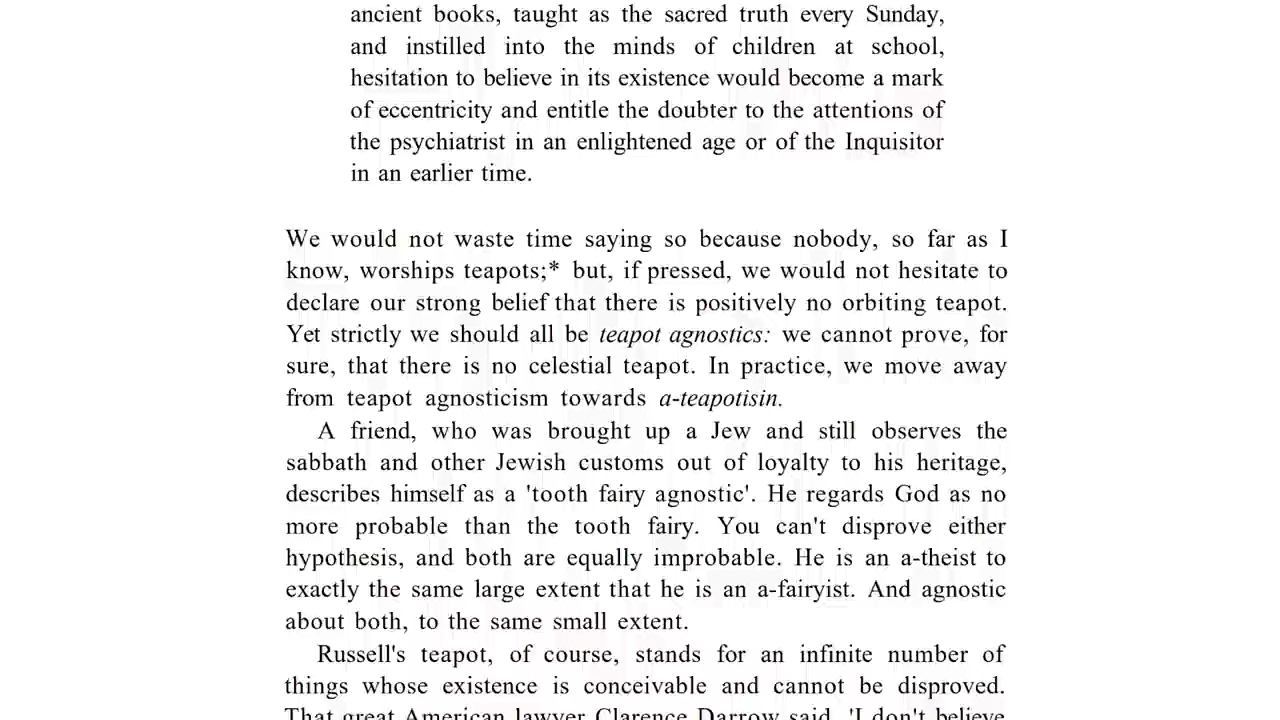 ancient books, taught as the sacred truth every Sunday,
and instilled into the minds of children at school,
hesitation to believe in its existence would become a mark
of eccentricity and entitle the doubter to the attentions of
the psychiatrist in an enlightened age or of the Inquisitor
in an earlier time.
We would not waste time saying so because nobody, so far as I
know, worships teapots;* but, if pressed, we would not hesitate to
declare our strong belief that there is positively no orbiting teapot.
Yet strictly we should all be teapot agnostics: we cannot prove, for
sure, that there is no celestial teapot. In practice, we move away
from teapot agnosticism towards a-teapotisin.
A friend, who was brought up a Jew and still observes the
sabbath and other Jewish customs out of loyalty to his heritage,
describes himself as a 'tooth fairy agnostic'. He regards God as no
more probable than the tooth fairy. You can't disprove either
hypothesis, and both are equally improbable. He is an a-theist to
exactly the same large extent that he is an a-fairyist. And agnostic
about both, to the same small extent.
Russell's teapot, of course, stands for an infinite number of
things whose existence is conceivable and cannot be disproved.
That great American lawyer Clarence Darrow said, 'I don't believe